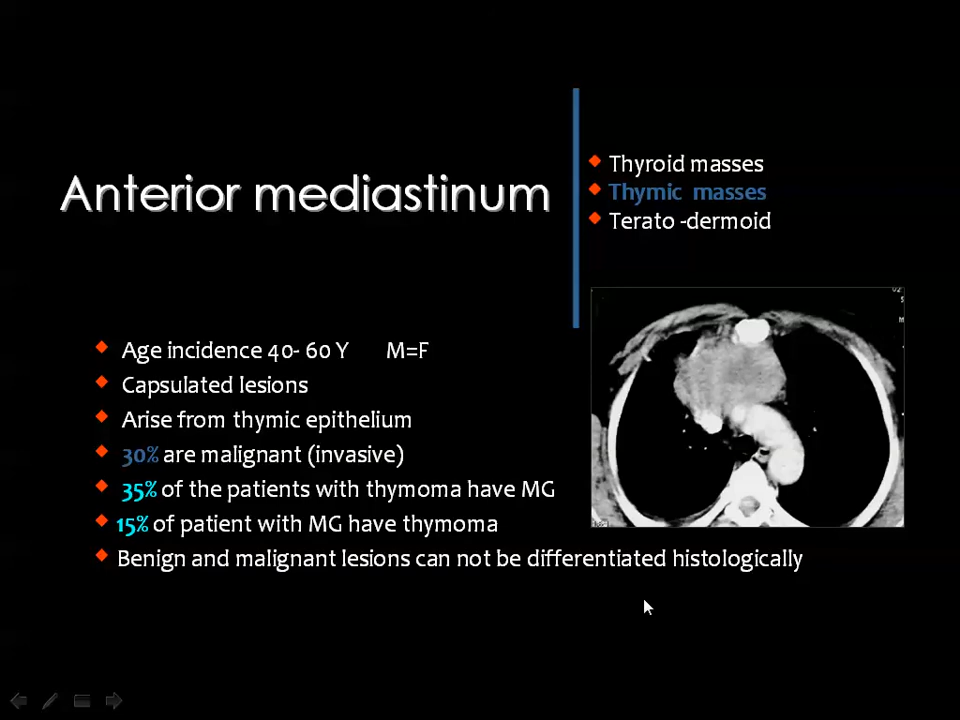 Anterior mediastinum
Thyroid masses
Thymic masses
Terato -dermoid
Age incidence 40- 60 Y M=F
Capsulated lesions
Arise from thymic epithelium
30% are malignant (invasive)
35% of the patients with thymoma have MG
15% of patient with MG have thymoma
Benign and malignant lesions can not be differentiated histologically